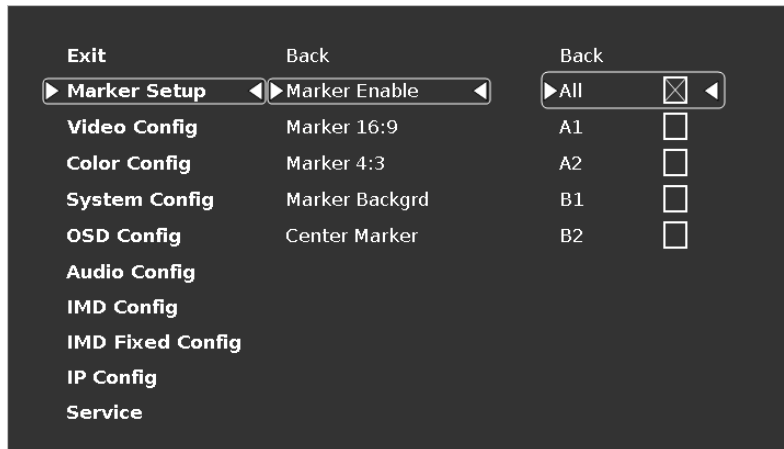 Exit Back Back
Marker Setup Marker Enable All
Video Config Marker 16:9 A1
Color Config Marker 4:3 A2
System Config Marker Backgrd B1
OSD Config Center Marker B2
Audio Config
IMD Config
IMD Fixed Config
IP Config
Service